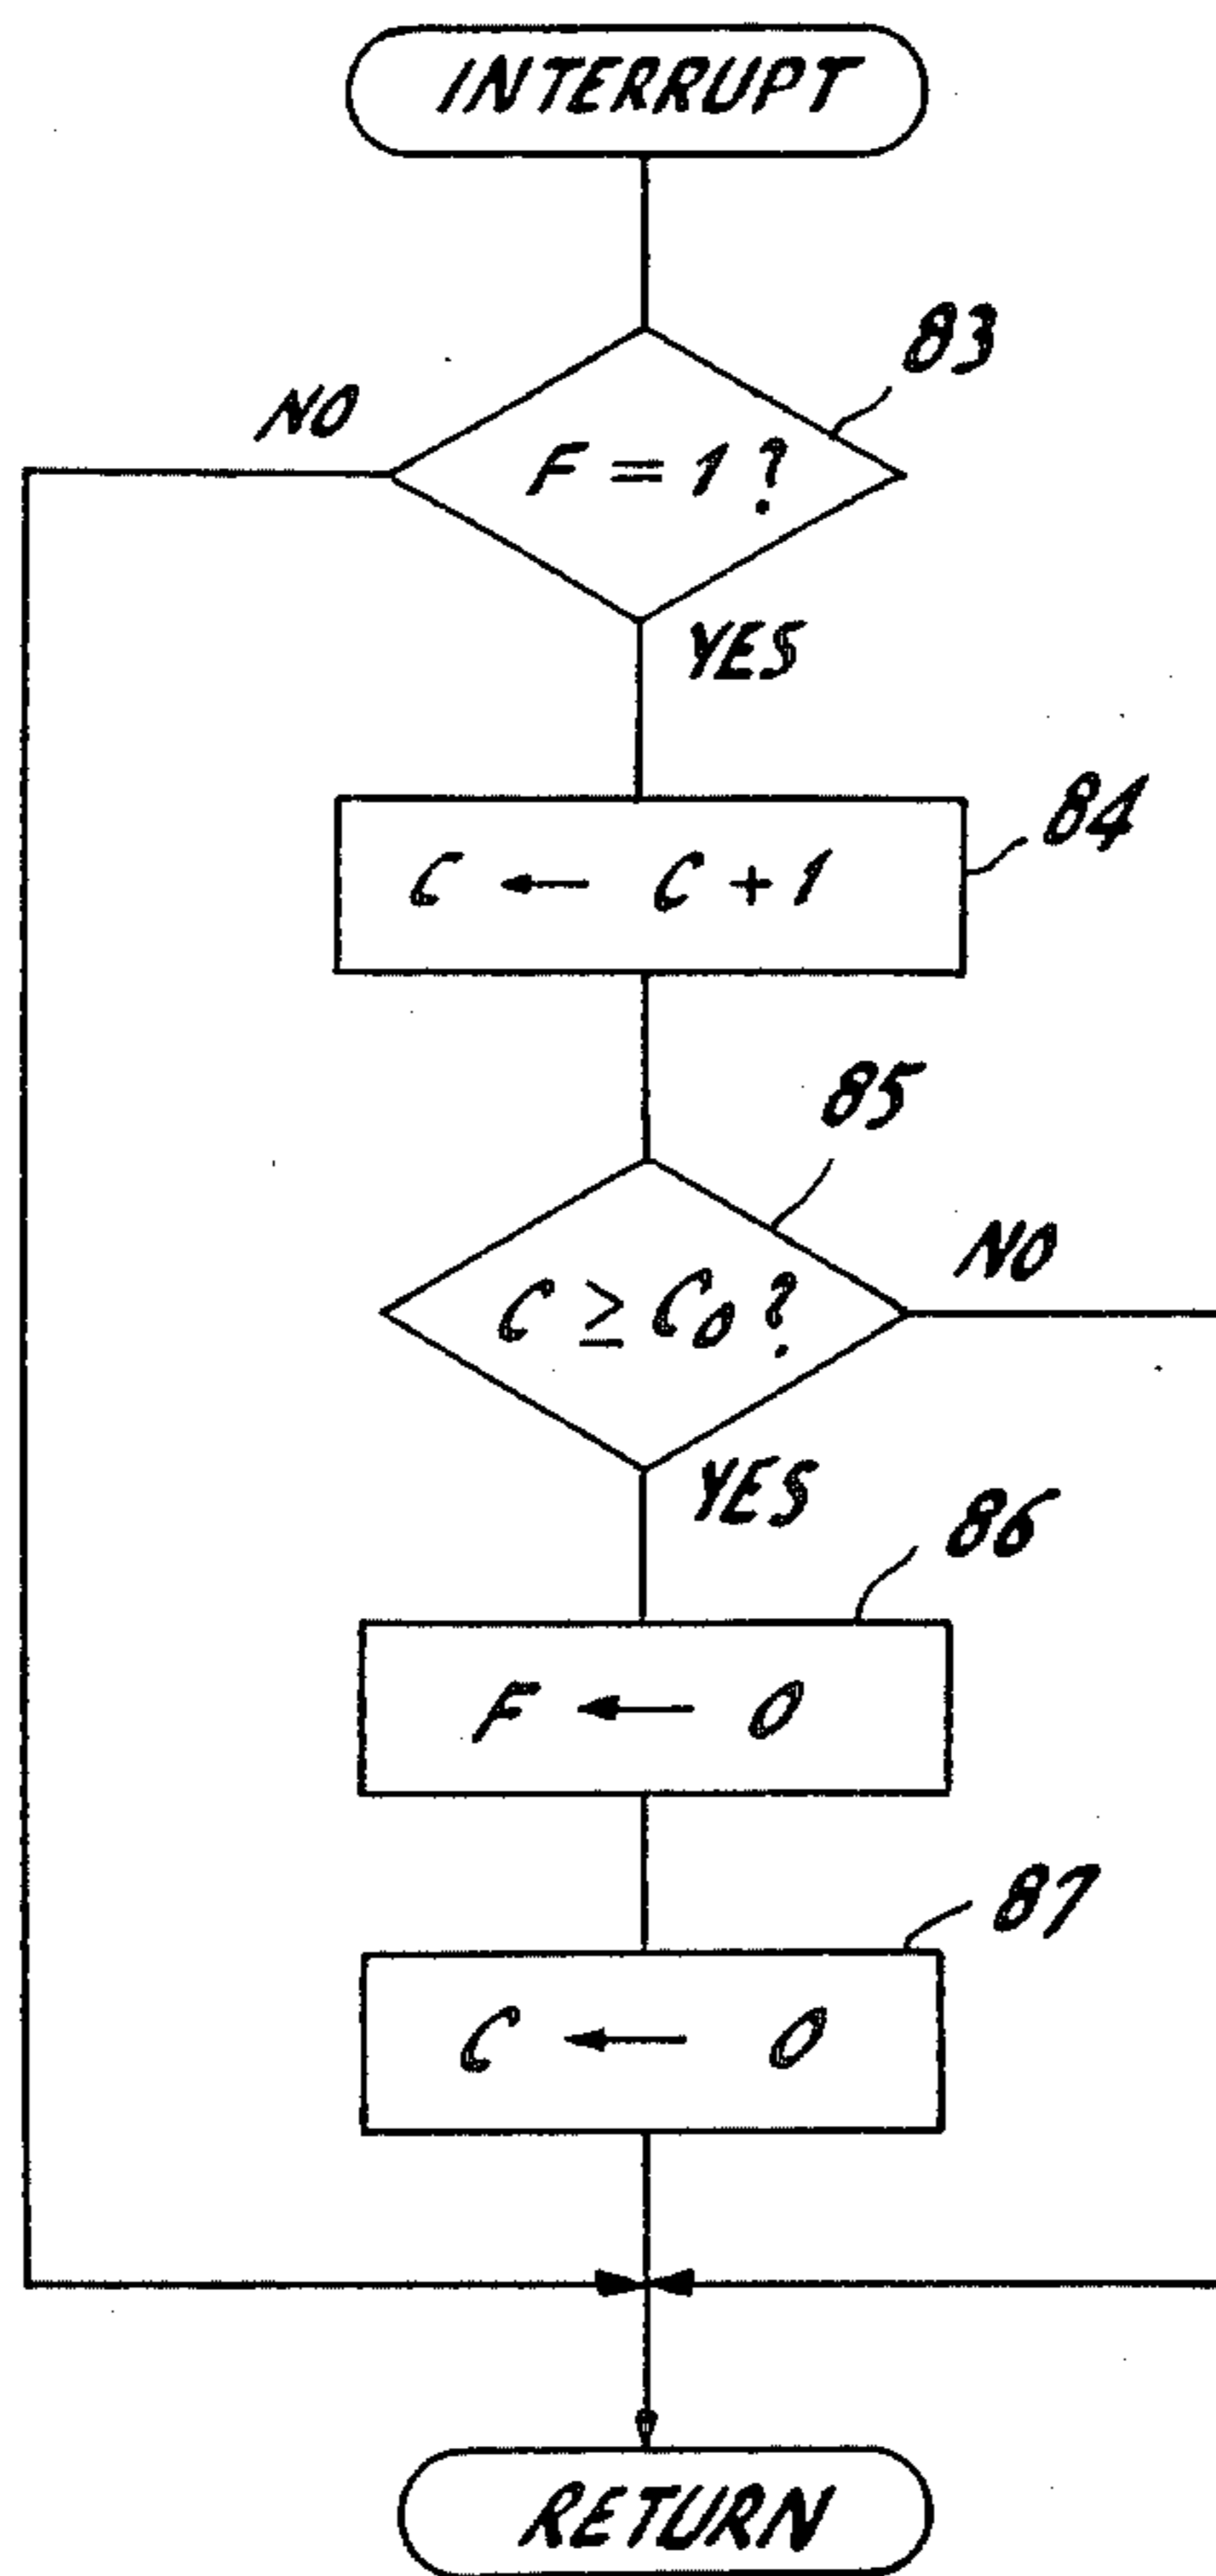 INTERRUPT
83
NO
F = 1 ?
YES
84
C ← C + 1
85
NO
C ≥ C₀ ?
YES
86
F ← 0
87
C ← 0
RETURN